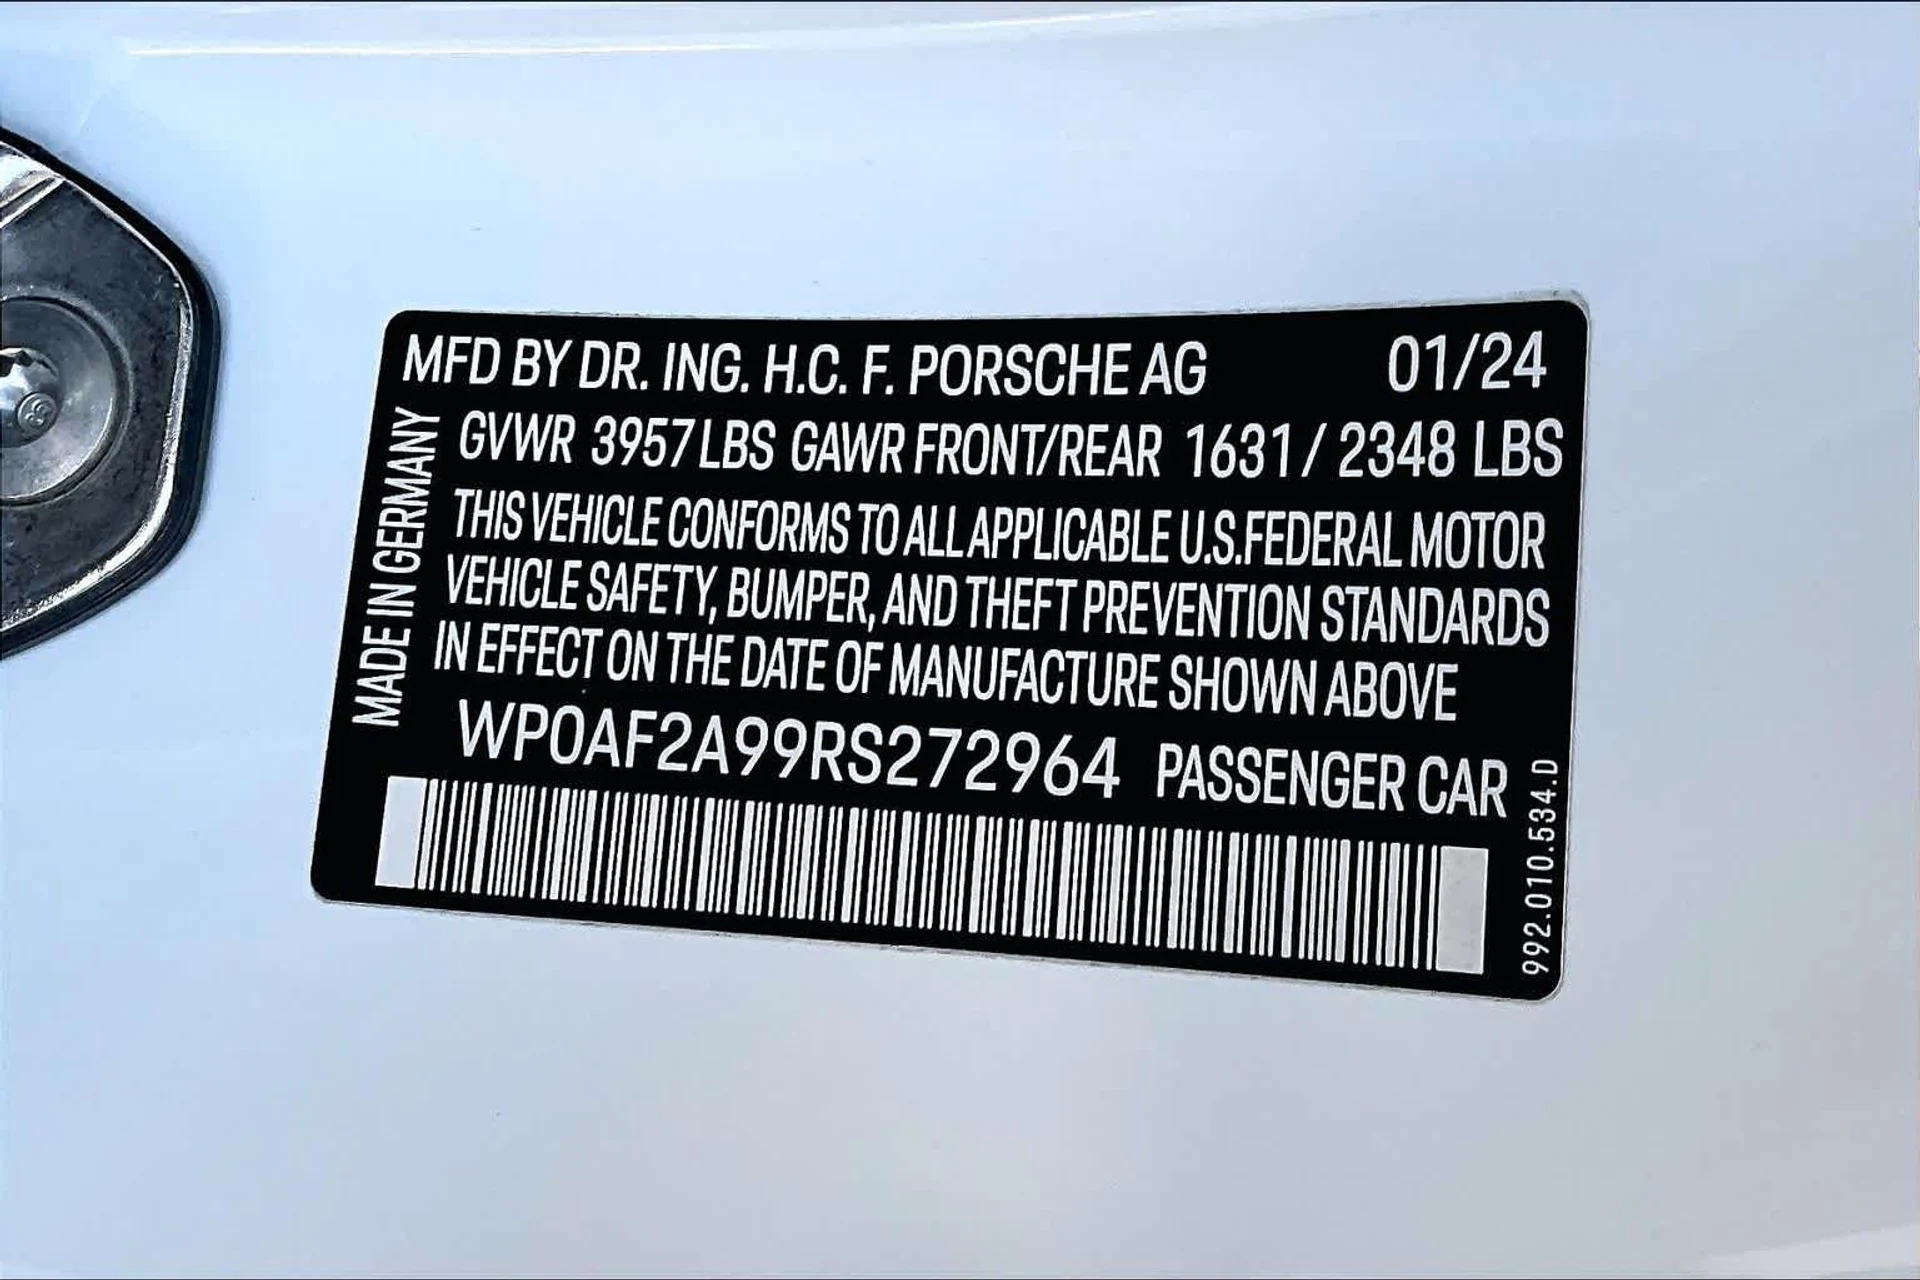 MFD BY DR. ING. H.C. F. PORSCHE AG 01/24
GVWR 3957 LBS GAWR FRONT/REAR 1631 / 2348 LBS
THIS VEHICLE CONFORMS TO ALL APPLICABLE U.S.FEDERAL MOTOR
VEHICLE SAFETY, BUMPER, AND THEFT PREVENTION STANDARDS
IN EFFECT ON THE DATE OF MANUFACTURE SHOWN ABOVE
WP0AF2A99RS272964 PASSENGER CAR
MADE IN GERMANY
992.010.534.D